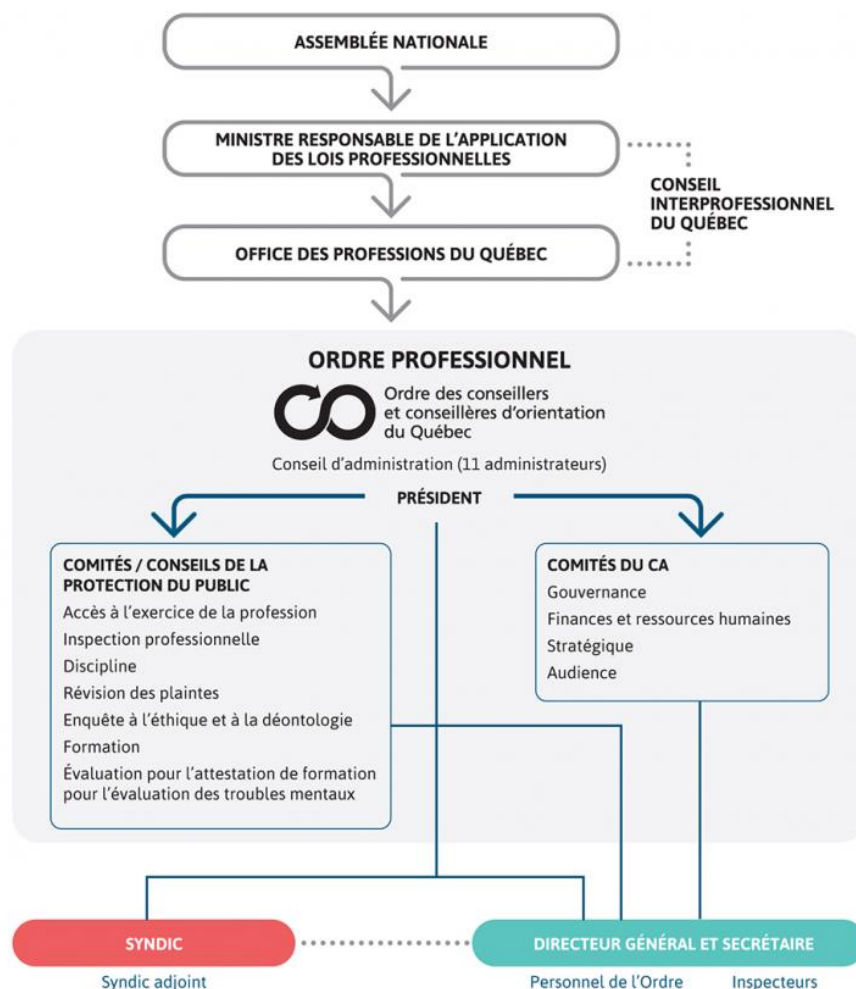 ASSEMBLÉE NATIONALE
MINISTRE RESPONSABLE DE L'APPLICATION
DES LOIS PROFESSIONNELLES
CONSEIL
INTERPROFESSIONNEL
DU QUÉBEC
OFFICE DES PROFESSIONS DU QUÉBEC
ORDRE PROFESSIONNEL
Ordre des conseillers
et conseillères d'orientation
du Québec
Conseil d'administration (11 administrateurs)
PRÉSIDENT
COMITÉS / CONSEILS DE LA
PROTECTION DU PUBLIC
Accès à l'exercice de la profession
Inspection professionnelle
Discipline
Révision des plaintes
Enquête à l'éthique et à la déontologie
Formation
Évaluation pour l'attestation de formation
pour l'évaluation des troubles mentaux
COMITÉS DU CA
Gouvernance
Finances et ressources humaines
Stratégique
Audience
SYNDIC
Syndic adjoint
DIRECTEUR GÉNÉRAL ET SECRÉTAIRE
Personnel de l'Ordre
Inspecteurs